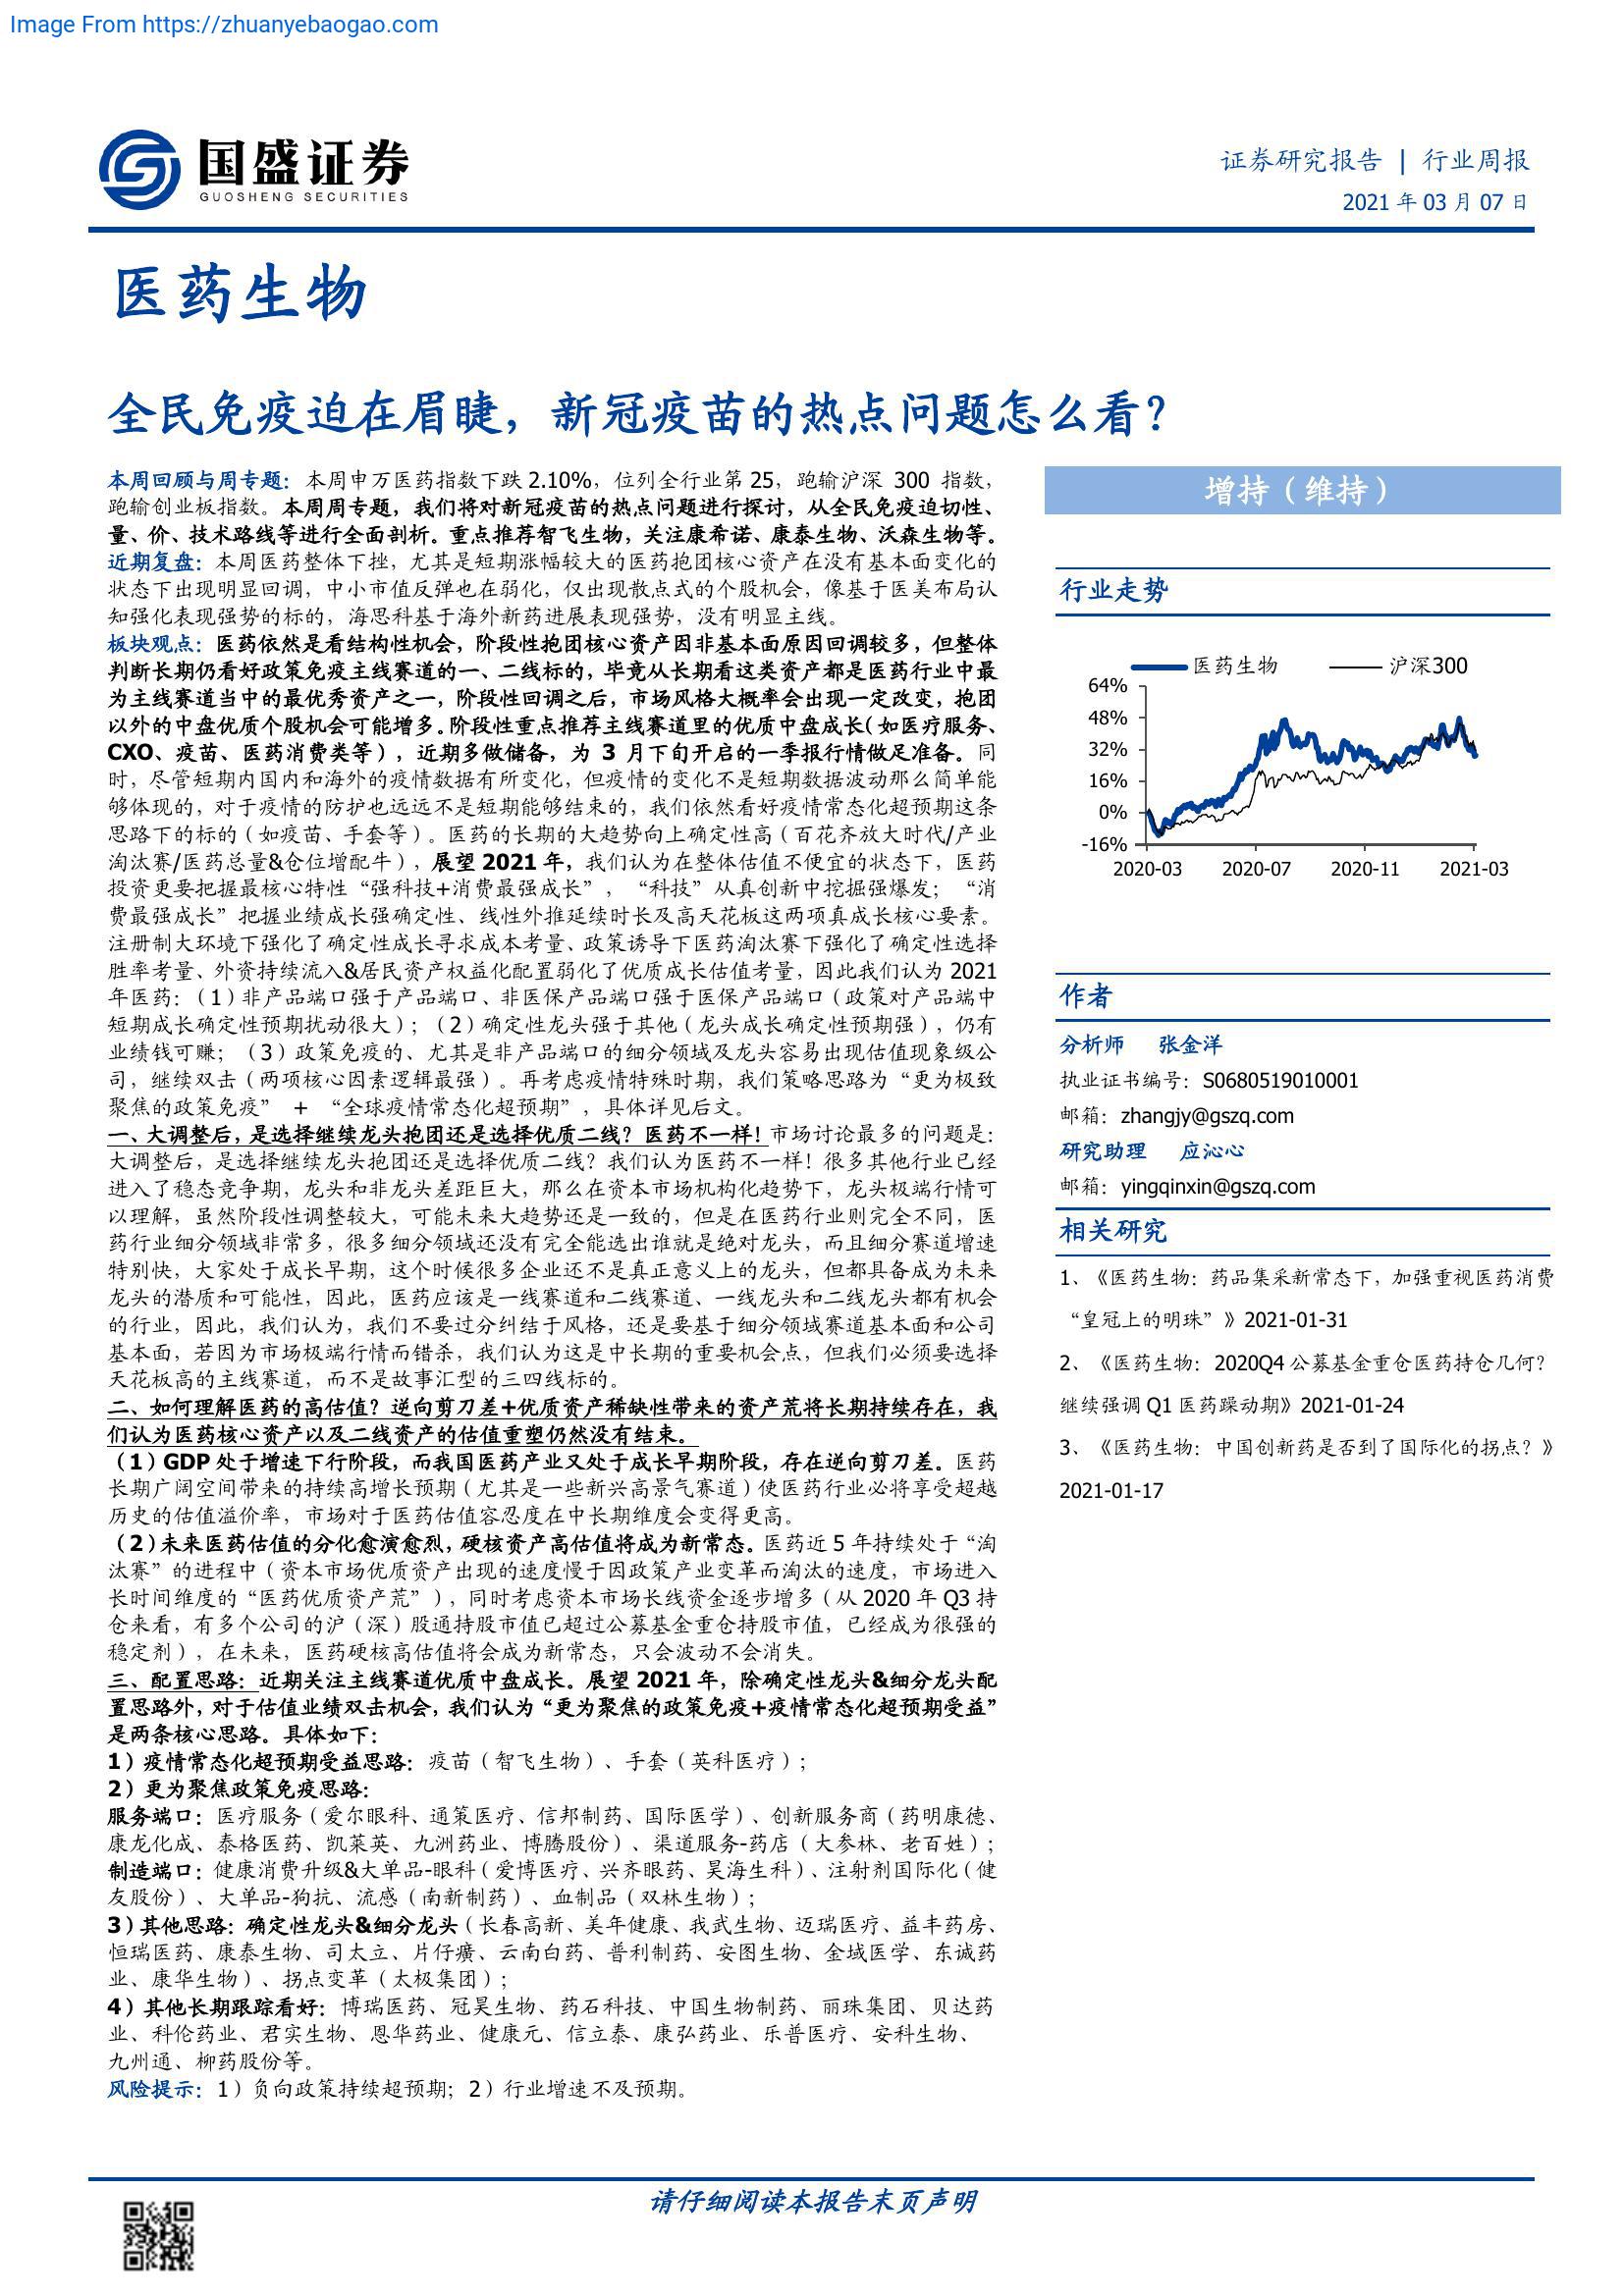 Image From https://zhuanyebaogao.com
国盛证券
GUOSHENG SECURITIES
证券研究报告 | 行业周报
2021 年 03 月 07 日
医药生物
全民免疫迫在眉睫，新冠疫苗的热点问题怎么看？
本周回顾与周专题：本周申万医药指数下跌 2.10%，位列全行业第 25，跑输沪深 300 指数，
跑输创业板指数。本周周专题，我们将对新冠疫苗的热点问题进行探讨，从全民免疫迫切性、
量、价、技术路线等进行全面剖析。重点推荐智飞生物，关注康希诺、康泰生物、沃森生物等。
近期复盘：本周医药整体下挫，尤其是短期涨幅较大的医药抱团核心资产在没有基本面变化的
状态下出现明显回调，中小市值反弹也在弱化，仅出现散点式的个股机会，像基于医美布局认
知强化表现强势的标的，海思科基于海外新药进展表现强势，没有明显主线。
板块观点：医药依然是看结构性机会，阶段性抱团核心资产因非基本面原因回调较多，但整体
判断长期仍看好政策免疫主线赛道的一、二线标的，毕竟从长期看这类资产都是医药行业中最
为主线赛道当中的最优秀资产之一，阶段性回调之后，市场风格大概率会出现一定改变，抱团
以外的中盘优质个股机会可能增多。阶段性重点推荐主线赛道里的优质中盘成长（如医疗服务、
CXO、疫苗、医药消费类等），近期多做储备，为 3 月下旬开启的一季报行情做足准备。同
时，尽管短期内国内和海外的疫情数据有所变化，但疫情的变化不是短期数据波动那么简单能
够体现的，对于疫情的防护也远远不是短期能够结束的，我们依然看好疫情常态化超预期这条
思路下的标的（如疫苗、手套等）。医药的长期的大趋势向上确定性高（百花齐放大时代/产业
淘汰赛/医药总量&仓位增配牛），展望 2021 年，我们认为在整体估值不便宜的状态下，医药
投资更要把握最核心特性“强科技+消费最强成长”，“科技”从真创新中挖掘强爆发；“消
费最强成长”把握业绩成长强确定性、线性外推延续时长及高天花板这两项真成长核心要素。
注册制大环境下强化了确定性成长寻求成本考量、政策诱导下医药淘汰赛下强化了确定性选择
胜率考量、外资持续流入&居民资产权益化配置弱化了优质成长估值考量，因此我们认为 2021
年医药：（1）非产品端口强于产品端口、非医保产品端口强于医保产品端口（政策对产品端中
短期成长确定性预期扰动很大）；（2）确定性龙头强于其他（龙头成长确定性预期强），仍有
业绩钱可赚；（3）政策免疫的、尤其是非产品端口的细分领域及龙头容易出现估值现象级公
司，继续双击（两项核心因素逻辑最强）。再考虑疫情特殊时期，我们策略思路为“更为极致
聚焦的政策免疫” + “全球疫情常态化超预期”，具体详见后文。
一、大调整后，是选择继续龙头抱团还是选择优质二线？医药不一样！市场讨论最多的问题是：
大调整后，是选择继续龙头抱团还是选择优质二线？我们认为医药不一样！很多其他行业已经
进入了稳态竞争期，龙头和非龙头差距巨大，那么在资本市场机构化趋势下，龙头极端行情可
以理解，虽然阶段性调整较大，可能未来大趋势还是一致的，但是在医药行业则完全不同，医
药行业细分领域非常多，很多细分领域还没有完全能选出谁就是绝对龙头，而且细分赛道增速
特别快，大家处于成长早期，这个时候很多企业还不是真正意义上的龙头，但都具备成为未来
龙头的潜质和可能性，因此，医药应该是一线赛道和二线赛道、一线龙头和二线龙头都有机会
的行业，因此，我们认为，我们不要过分纠结于风格，还是要基于细分领域赛道基本面和公司
基本面，若因为市场极端行情而错杀，我们认为这是中长期的重要机会点，但我们必须要选择
天花板高的主线赛道，而不是故事汇型的三四线标的。
二、如何理解医药的高估值？逆向剪刀差+优质资产稀缺性带来的资产荒将长期持续存在，我
们认为医药核心资产以及二线资产的估值重塑仍然没有结束。
（1）GDP 处于增速下行阶段，而我国医药产业又处于成长早期阶段，存在逆向剪刀差。医药
长期广阔空间带来的持续高增长预期（尤其是一些新兴高景气赛道）使医药行业必将享受超越
历史的估值溢价率，市场对于医药估值容忍度在中长期维度会变得更高。
（2）未来医药估值的分化愈演愈烈，硬核资产高估值将成为新常态。医药近 5 年持续处于“淘
汰赛”的进程中（资本市场优质资产出现的速度慢于因政策产业变革而淘汰的速度，市场进入
长时间维度的“医药优质资产荒”），同时考虑资本市场长线资金逐步增多（从 2020 年 Q3 持
仓来看，有多个公司的沪（深）股通持股市值已超过公募基金重仓持股市值，已经成为很强的
稳定剂），在未来，医药硬核高估值将会成为新常态，只会波动不会消失。
三、配置思路：近期关注主线赛道优质中盘成长。展望 2021 年，除确定性龙头&细分龙头配
置思路外，对于估值业绩双击机会，我们认为“更为聚焦的政策免疫+疫情常态化超预期受益”
是两条核心思路。具体如下：
1）疫情常态化超预期受益思路：疫苗（智飞生物）、手套（英科医疗）；
2）更为聚焦政策免疫思路：
服务端口：医疗服务（爱尔眼科、通策医疗、信邦制药、国际医学）、创新服务商（药明康德、
康龙化成、泰格医药、凯莱英、九洲药业、博腾股份）、渠道服务-药店（大参林、老百姓）；
制造端口：健康消费升级&大单品-眼科（爱博医疗、兴齐眼药、昊海生科）、注射剂国际化（健
友股份）、大单品-狗抗、流感（南新制药）、血制品（双林生物）；
3）其他思路：确定性龙头&细分龙头（长春高新、美年健康、我武生物、迈瑞医疗、益丰药房、
恒瑞医药、康泰生物、司太立、片仔癀、云南白药、普利制药、安图生物、金域医学、东诚药
业、康华生物）、拐点变革（太极集团）；
4）其他长期跟踪看好：博瑞医药、冠昊生物、药石科技、中国生物制药、丽珠集团、贝达药
业、科伦药业、君实生物、恩华药业、健康元、信立泰、康弘药业、乐普医疗、安科生物、
九州通、柳药股份等。
风险提示：1）负向政策持续超预期；2）行业增速不及预期。
增持（维持）
行业走势
医药生物 沪深300
64%
48%
32%
16%
0%
-16%
2020-03 2020-07 2020-11 2021-03
作者
分析师 张金洋
执业证书编号：S0680519010001
邮箱：zhangjy@gszq.com
研究助理 应沁心
邮箱：yingqinxin@gszq.com
相关研究
1、《医药生物：药品集采新常态下，加强重视医药消费
“皇冠上的明珠”》2021-01-31
2、《医药生物：2020Q4 公募基金重仓医药持仓几何？
继续强调 Q1 医药躁动期》2021-01-24
3、《医药生物：中国创新药是否到了国际化的拐点？》
2021-01-17
请仔细阅读本报告末页声明